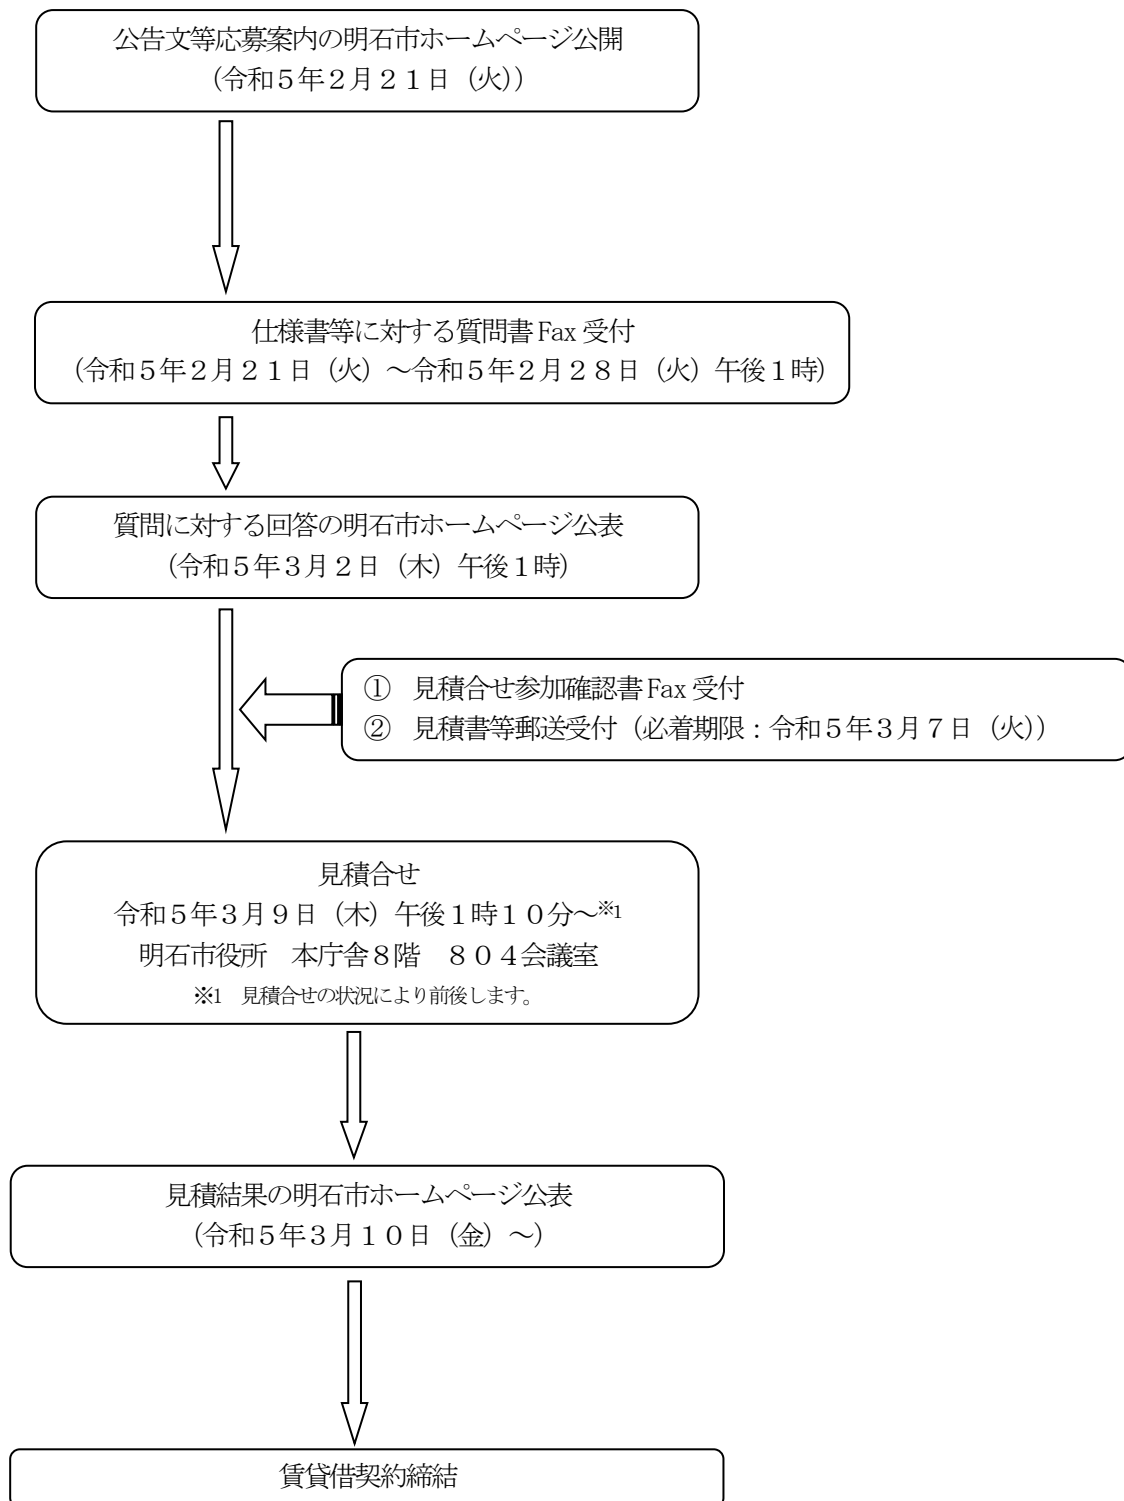 公告文等応募案内の明石市ホームページ公開
（令和５年２月２１日（火））
仕様書等に対する質問書 Fax 受付
（令和５年２月２１日（火）～令和５年２月２８日（火）午後１時）
質問に対する回答の明石市ホームページ公表
（令和５年３月２日（木）午後１時）
①　見積合せ参加確認書 Fax 受付
②　見積書等郵送受付（必着期限：令和５年３月７日（火））
見積合せ
令和５年３月９日（木）午後１時１０分～※1
明石市役所　本庁舎８階　８０４会議室
※1　見積合せの状況により前後します。
見積結果の明石市ホームページ公表
（令和５年３月１０日（金）～）
賃貸借契約締結